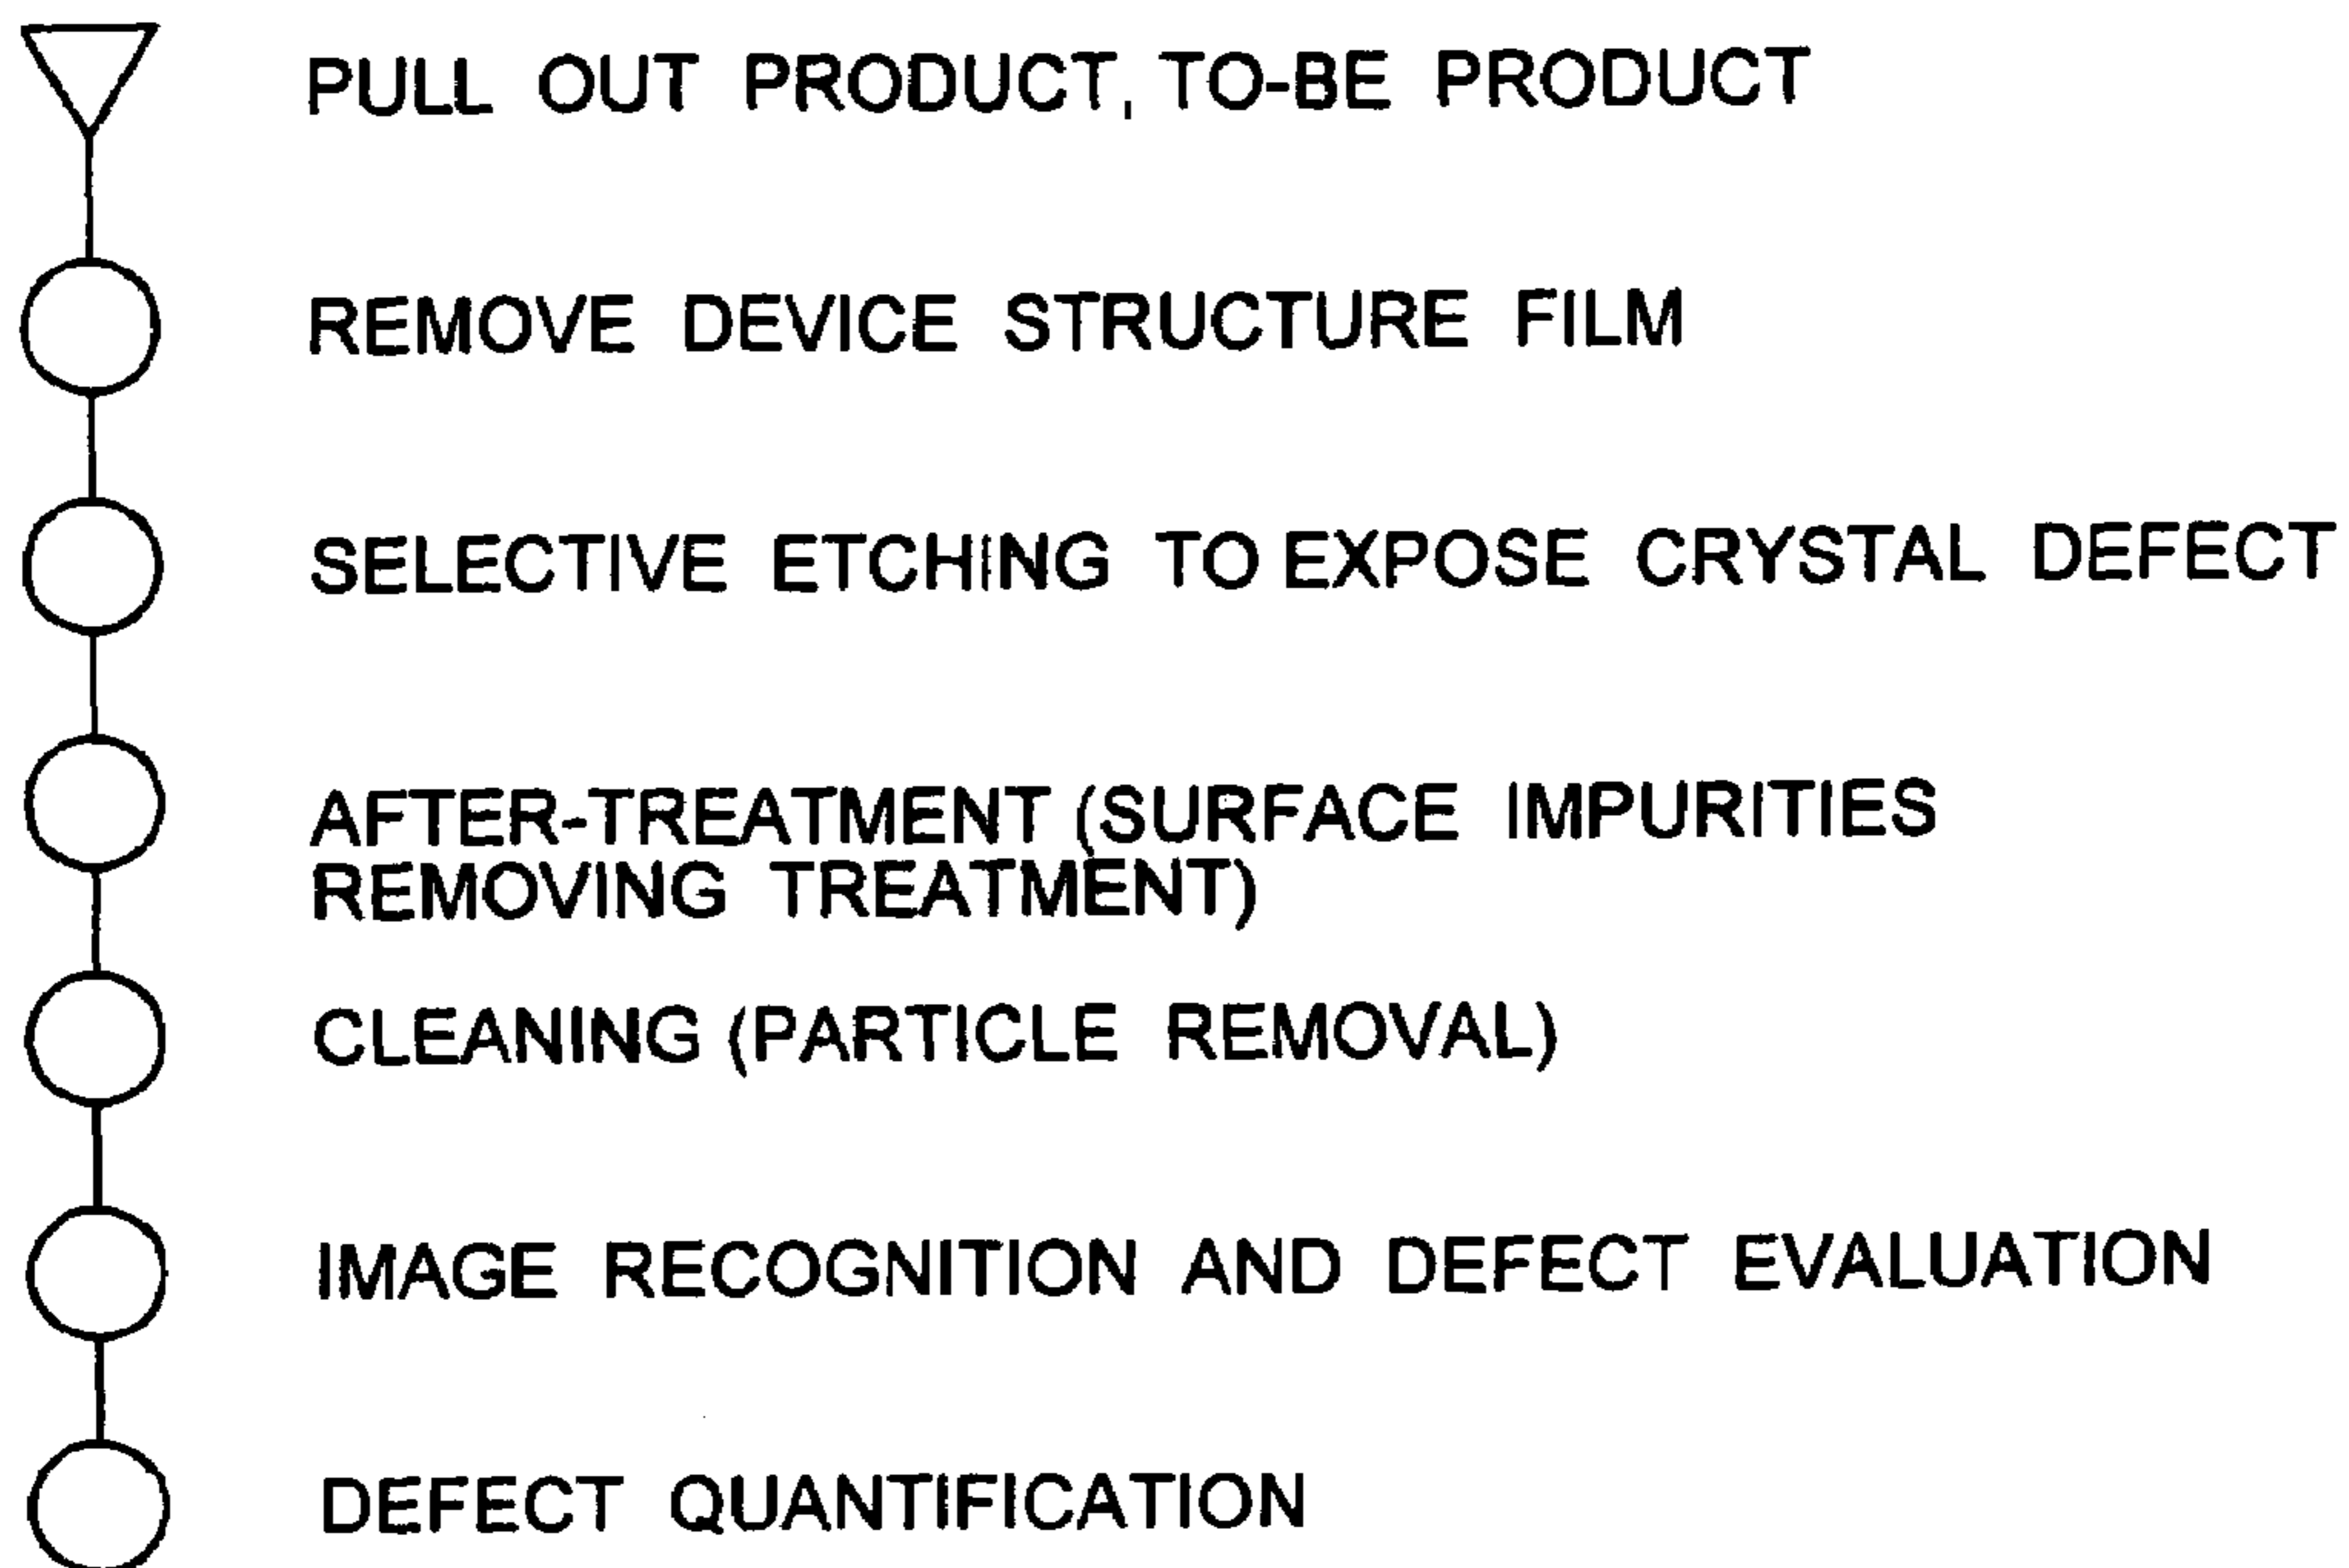 PULL OUT PRODUCT, TO-BE PRODUCT
REMOVE DEVICE STRUCTURE FILM
SELECTIVE ETCHING TO EXPOSE CRYSTAL DEFECT
AFTER-TREATMENT (SURFACE IMPURITIES
REMOVING TREATMENT)
CLEANING (PARTICLE REMOVAL)
IMAGE RECOGNITION AND DEFECT EVALUATION
DEFECT QUANTIFICATION